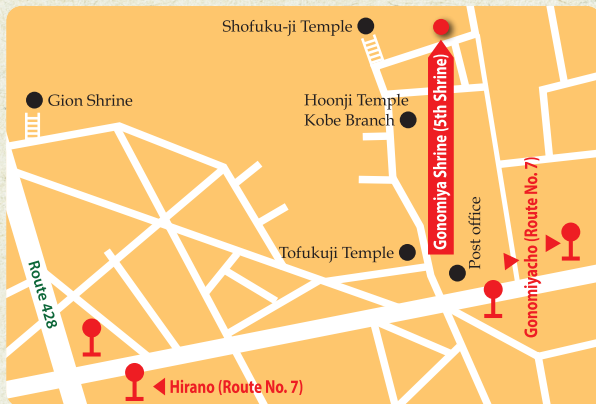 Shofuku-ji Temple
Gion Shrine
Hoonji Temple
Kobe Branch
Gonomiya Shrine (5th Shrine)
Gonomiyacho (Route No. 7)
Post office
Tofukuji Temple
Route 428
Hirano (Route No. 7)